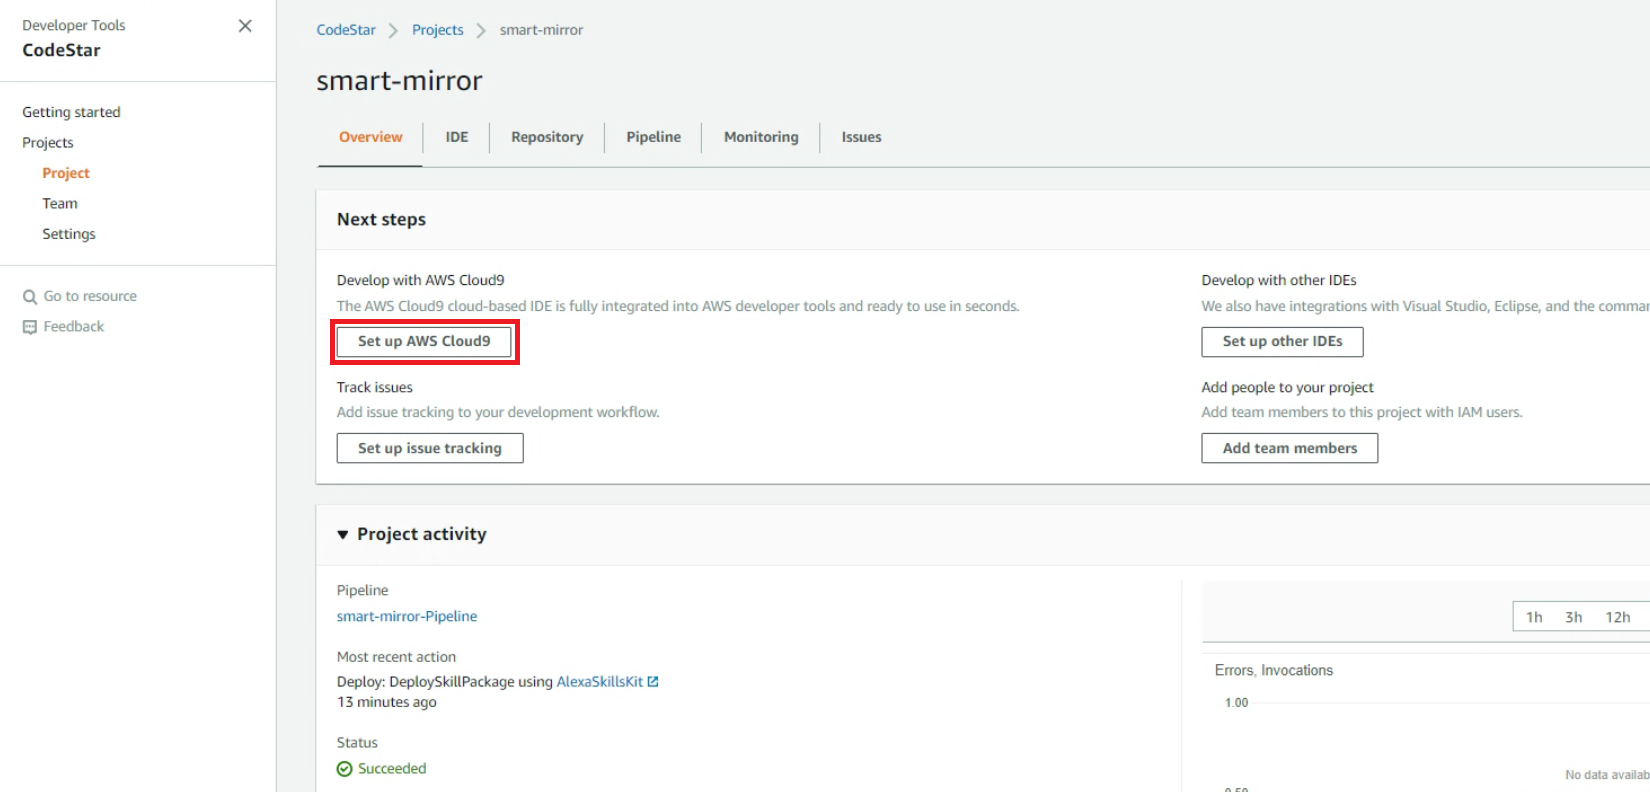 Developer Tools
CodeStar
Getting started
Projects
Project
Team
Settings
Go to resource
Feedback
CodeStar
Projects
smart-mirror
smart-mirror
Overview
IDE
Repository
Pipeline
Monitoring
Issues
Next steps
Develop with AWS Cloud9
The AWS Cloud9 cloud-based IDE is fully integrated into AWS developer tools and ready to use in seconds.
Set up AWS Cloud9
Develop with other IDEs
We also have integrations with Visual Studio, Eclipse, and the comma
Set up other IDEs
Track issues
Add issue tracking to your development workflow.
Set up issue tracking
Add people to your project
Add team members to this project with IAM users.
Add team members
Project activity
Pipeline
smart-mirror-Pipeline
Most recent action
Deploy: DeploySkillPackage using AlexaSkillsKit
13 minutes ago
Status
Succeeded
1h 3h 12h
Errors, Invocations
1.00
No data availab